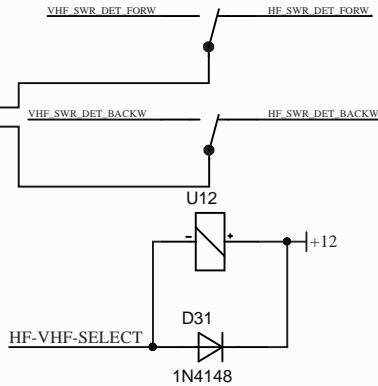 VHF_SWR_DET_FORW HF_SWR_DET_FORW
VHF_SWR_DET_BACKW HF_SWR_DET_BACKW
U12
- +
+12
D31
HF-VHF-SELECT
1N4148